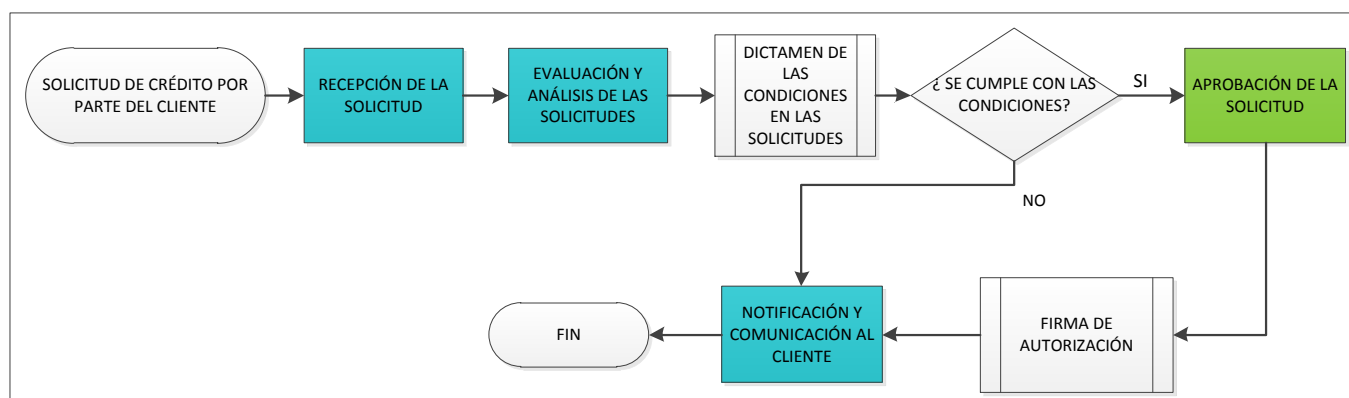 SOLICITUD DE CRÉDITO POR
PARTE DEL CLIENTE
RECEPCIÓN DE LA
SOLICITUD
EVALUACIÓN Y
ANÁLISIS DE LAS
SOLICITUDES
DICTAMEN DE
LAS
CONDICIONES
EN LAS
SOLICITUDES
¿ SE CUMPLE CON LAS
CONDICIONES?
SI
APROBACIÓN DE LA
SOLICITUD
NO
FIN
NOTIFICACIÓN Y
COMUNICACIÓN AL
CLIENTE
FIRMA DE
AUTORIZACIÓN